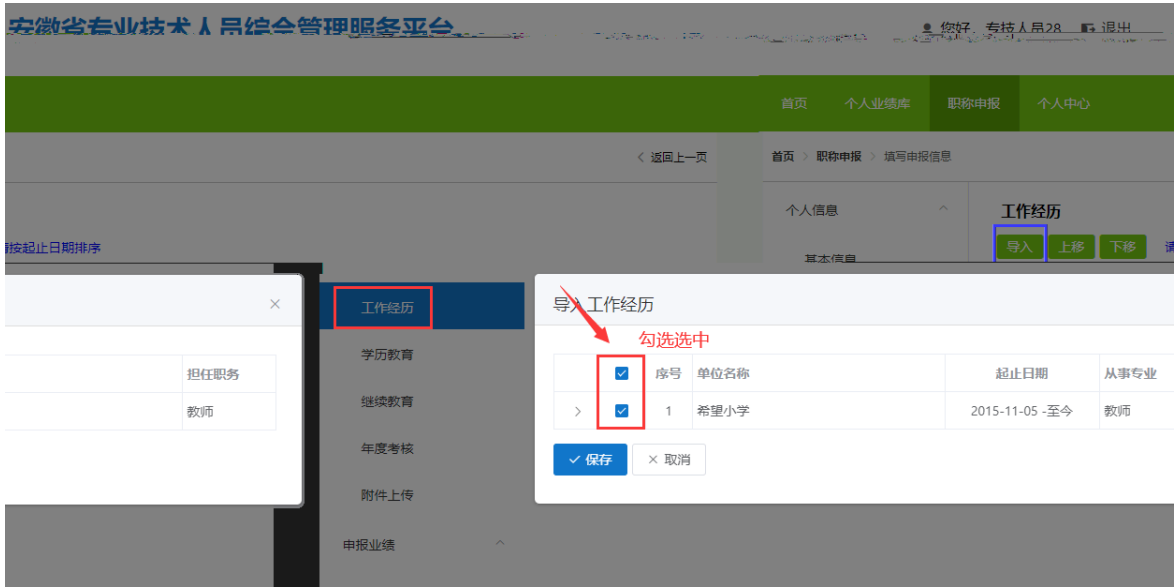 安徽省专业技术人员综合管理服务平台
您好，专技人员28 退出
首页 个人业绩库 职称申报 个人中心
< 返回上一页
首页 > 职称申报 > 填写申报信息
个人信息
工作经历
按起止日期排序
导入 上移 下移 请
基本信息
工作经历
导入工作经历
学历教育
勾选选中
担任职务
序号 单位名称 起止日期 从事专业
教师
继续教育
1 希望小学 2015-11-05 -至今 教师
年度考核
保存 取消
附件上传
申报业绩